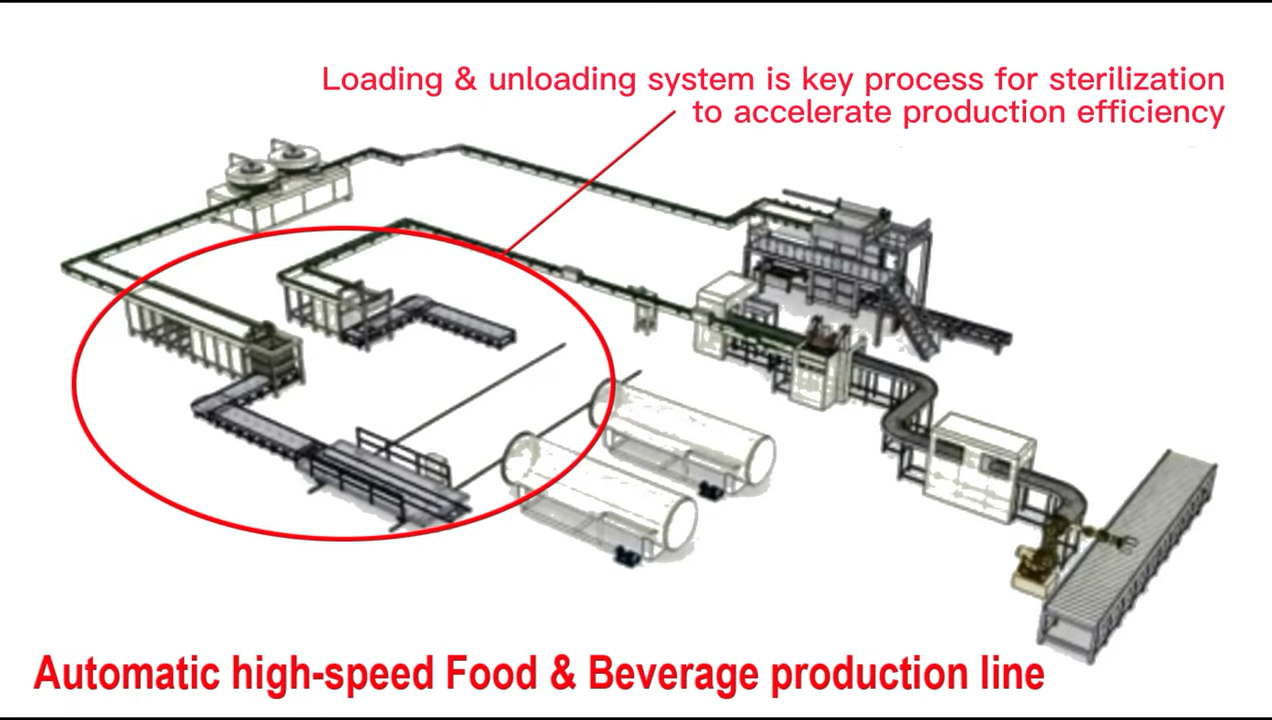 Loading & unloading system is key process for sterilization
to accelerate production efficiency
Automatic high-speed Food & Beverage production line